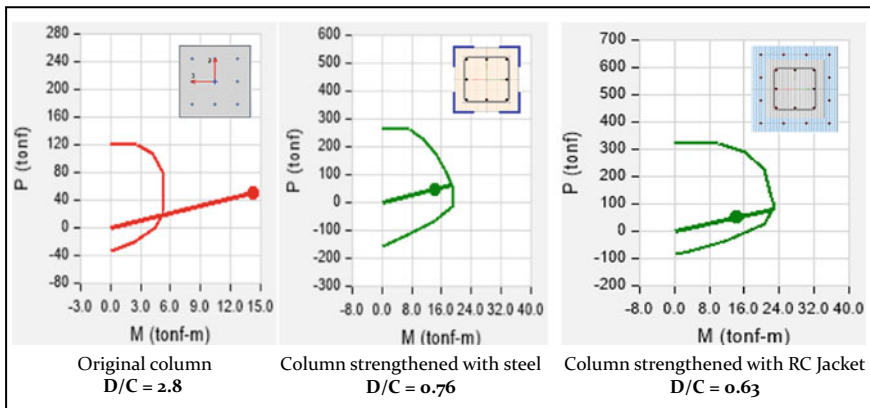 280
240
200
160
120
80
40
0
-40
-80
P (tonf)
-3.0 0.0 3.0 6.0 9.0 12.0 15.0
M (tonf-m)
3
2
Original column
D/C = 2.8
600
500
400
300
200
100
0
-100
-200
-300
P (tonf)
-8.0 0.0 8.0 16.0 24.0 32.0 40.0
M (tonf-m)
Column strengthened with steel
D/C = 0.76
700
600
500
400
300
200
100
0
-100
-200
P (tonf)
-8.0 0.0 8.0 16.0 24.0 32.0 40.0
M (tonf-m)
Column strengthened with RC Jacket
D/C = 0.63